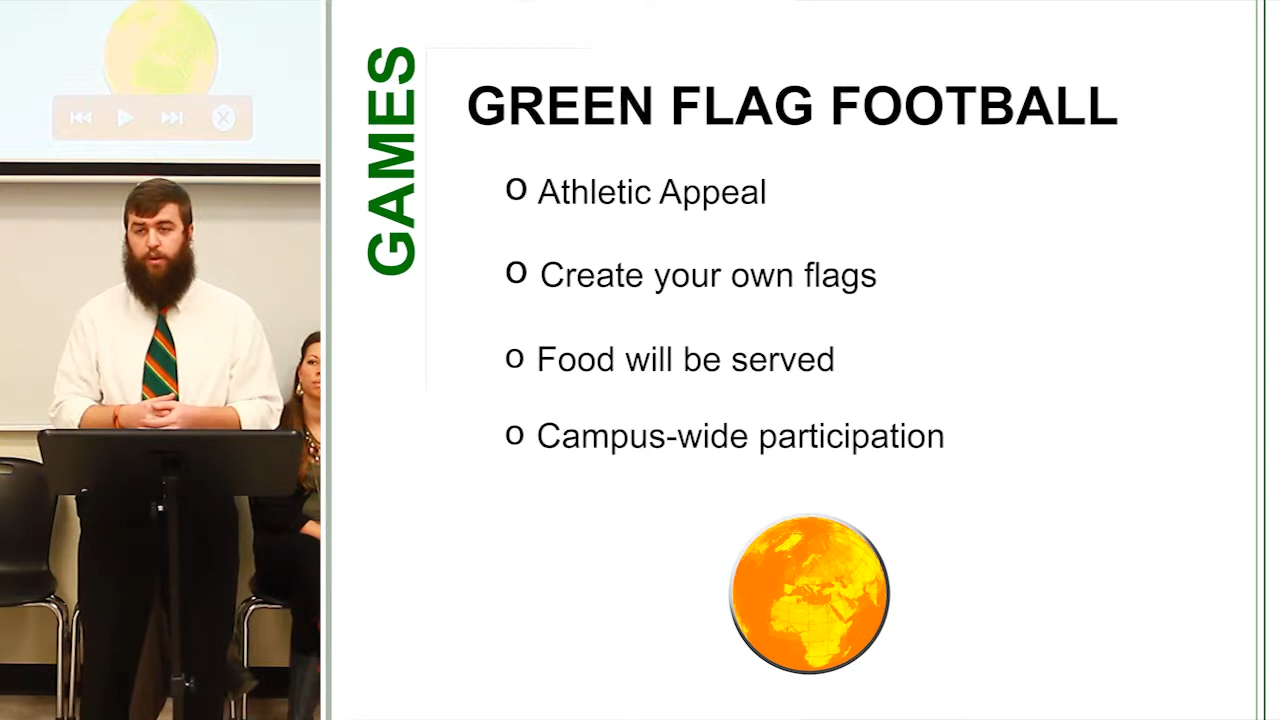 GAMES
GREEN FLAG FOOTBALL
o Athletic Appeal
o Create your own flags
o Food will be served
o Campus-wide participation